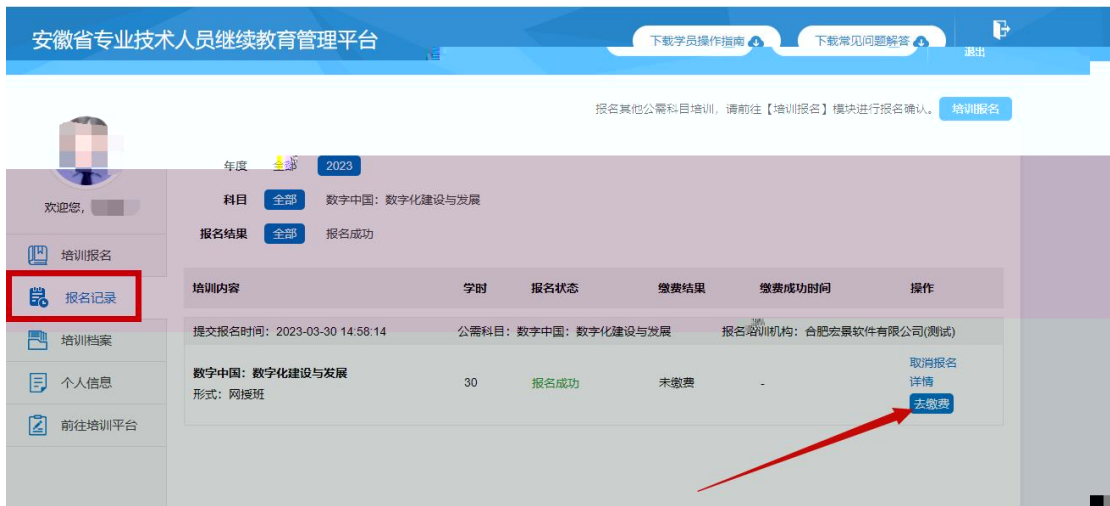 安徽省专业技术人员继续教育管理平台
下载学员操作指南
下载常见问题解答
退出
报名其他公需科目培训，请前往【培训报名】模块进行报名确认。 培训报名
年度 全部 2023
欢迎您，
科目 全部 数字中国：数字化建设与发展
报名结果 全部 报名成功
培训报名
报名记录
培训档案
个人信息
前往培训平台
培训内容 学时 报名状态 缴费结果 缴费成功时间 操作
提交报名时间：2023-03-30 14:58:14 公需科目：数字中国：数字化建设与发展 报名培训机构：合肥宏景软件有限公司(测试)
数字中国：数字化建设与发展
形式：网授班
30 报名成功 未缴费 -
取消报名
详情
去缴费